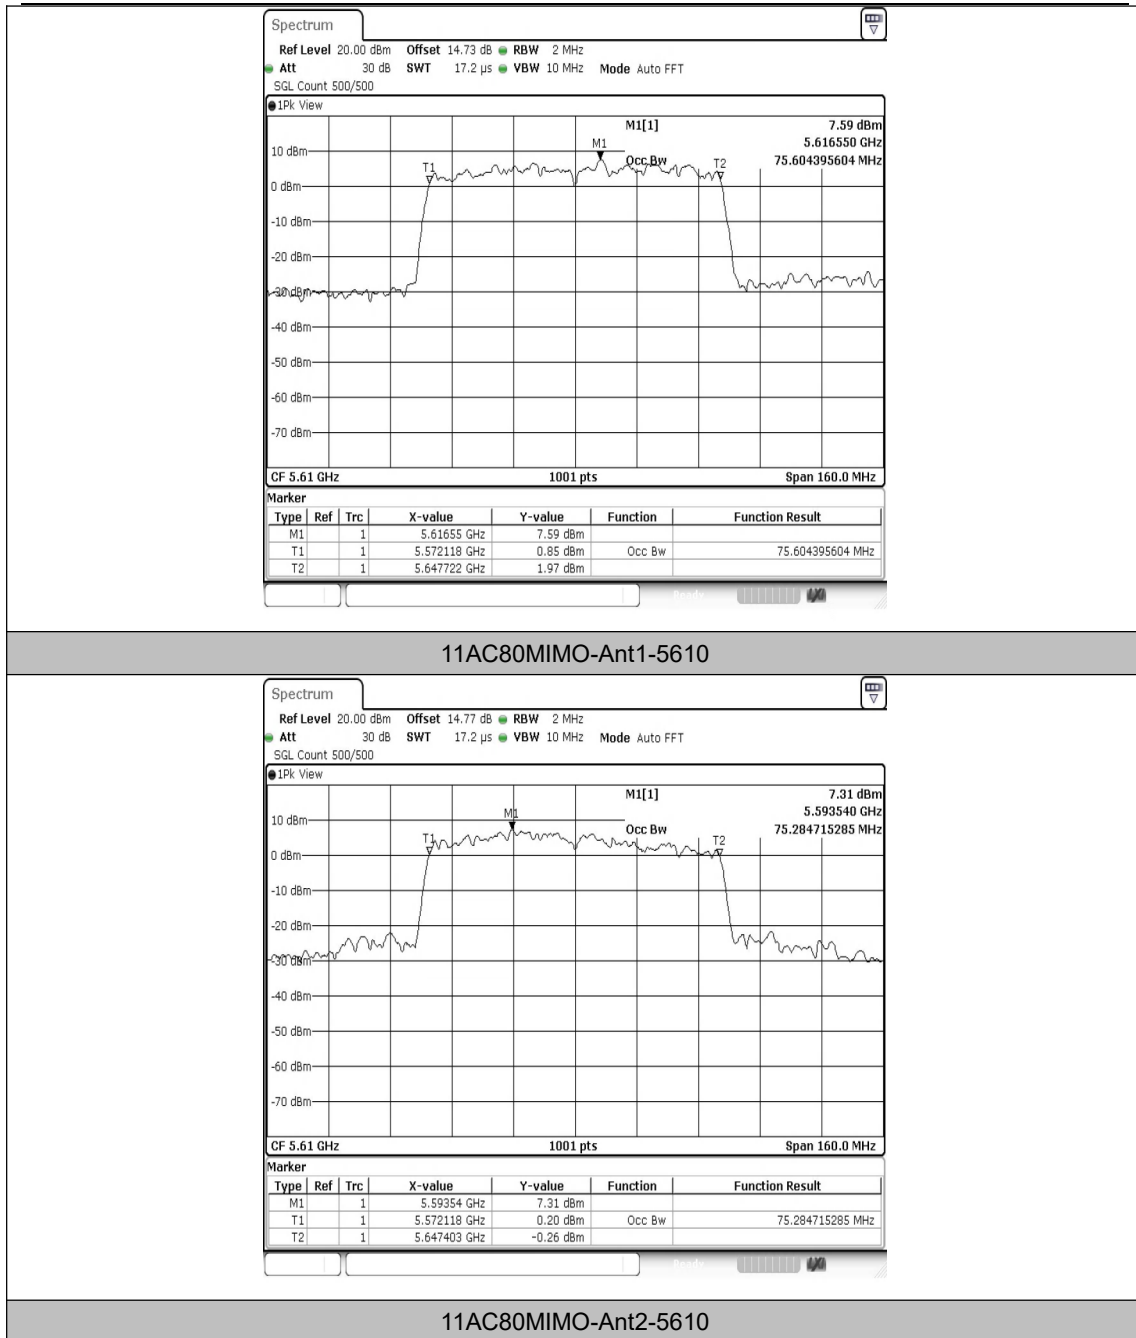 Spectrum
Ref Level 20.00 dBm Offset 14.73 dB RBW 2 MHz
Att 30 dB SWT 17.2 µs VBW 10 MHz Mode Auto FFT
SGL Count 500/500
1Pk View
M1[1] 7.59 dBm
5.616550 GHz
Occ Bw 75.604395604 MHz
M1
T1
T2
10 dBm
0 dBm
-10 dBm
-20 dBm
-30 dBm
-40 dBm
-50 dBm
-60 dBm
-70 dBm
CF 5.61 GHz 1001 pts Span 160.0 MHz
Marker
Type Ref Trc X-value Y-value Function Function Result
M1 1 5.61655 GHz 7.59 dBm
T1 1 5.572118 GHz 0.85 dBm Occ Bw 75.604395604 MHz
T2 1 5.647722 GHz 1.97 dBm
Ready
11AC80MIMO-Ant1-5610
Spectrum
Ref Level 20.00 dBm Offset 14.77 dB RBW 2 MHz
Att 30 dB SWT 17.2 µs VBW 10 MHz Mode Auto FFT
SGL Count 500/500
1Pk View
M1[1] 7.31 dBm
5.593540 GHz
Occ Bw 75.284715285 MHz
M1
T1
T2
10 dBm
0 dBm
-10 dBm
-20 dBm
-30 dBm
-40 dBm
-50 dBm
-60 dBm
-70 dBm
CF 5.61 GHz 1001 pts Span 160.0 MHz
Marker
Type Ref Trc X-value Y-value Function Function Result
M1 1 5.59354 GHz 7.31 dBm
T1 1 5.572118 GHz 0.20 dBm Occ Bw 75.284715285 MHz
T2 1 5.647403 GHz -0.26 dBm
Ready
11AC80MIMO-Ant2-5610